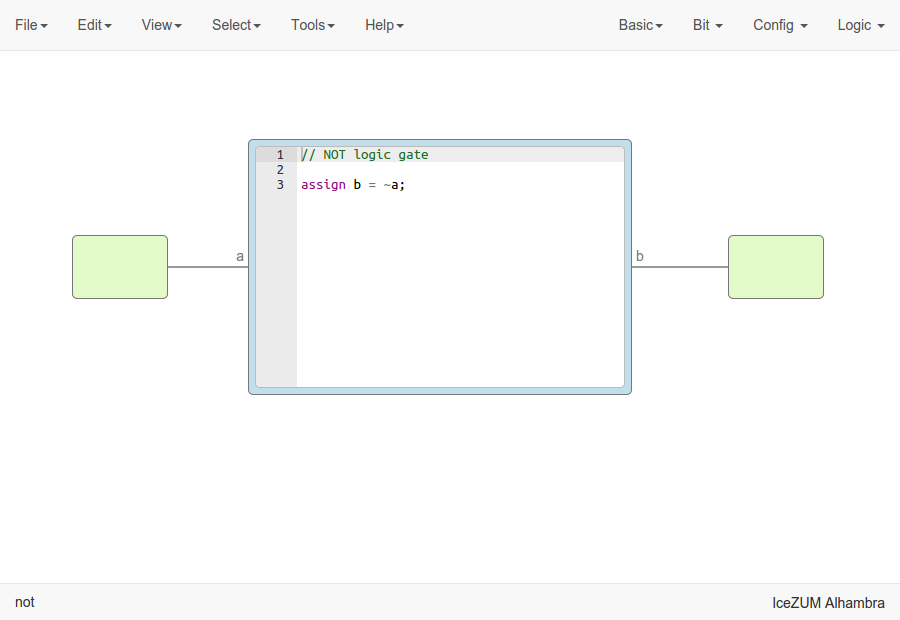 File Edit View Select Tools Help Basic Bit Config Logic
1 // NOT logic gate
2
3 assign b = ~a;
a
b
not
IceZUM Alhambra